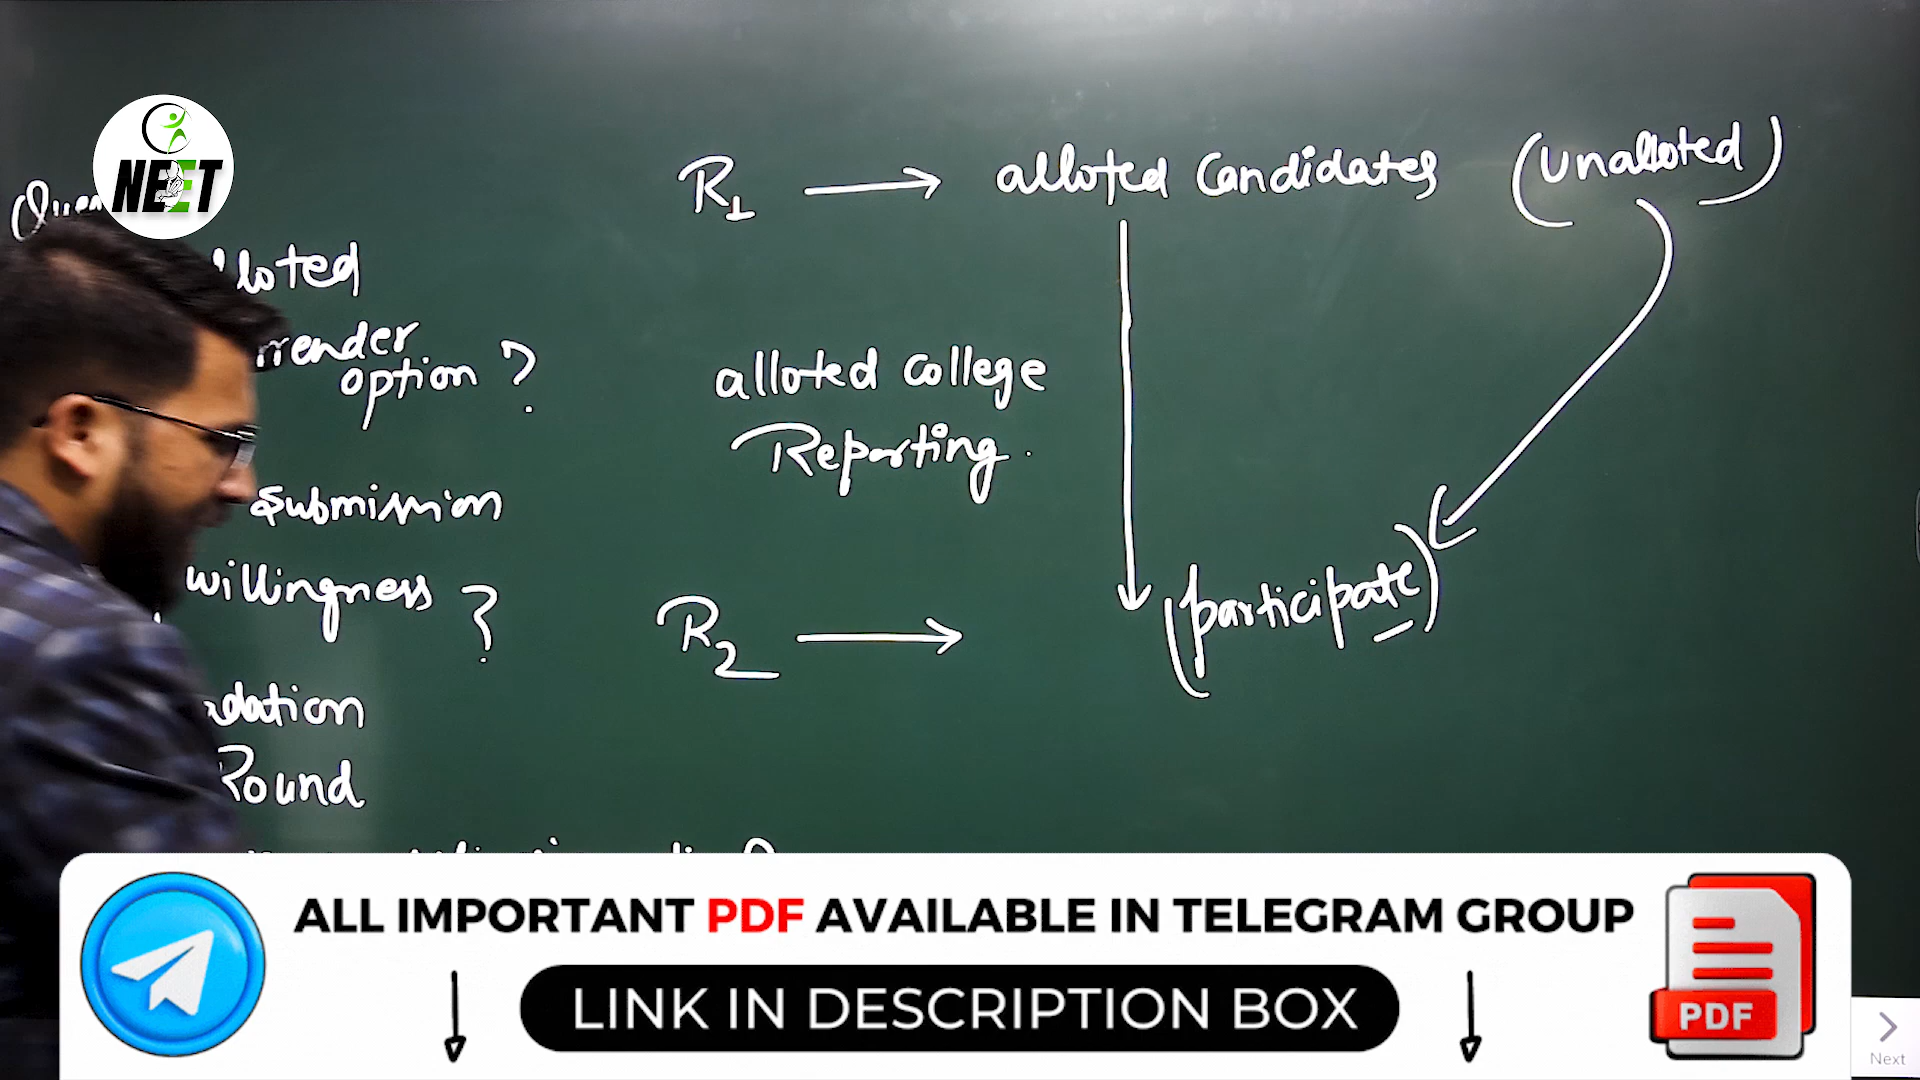 NEET
R1 → alloted candidates (unalloted)
lloted
rrender
option ?
alloted college
Reporting.
submission
willingness ?
R2 → (participate)
dation
Round
ALL IMPORTANT PDF AVAILABLE IN TELEGRAM GROUP
LINK IN DESCRIPTION BOX
PDF
Next